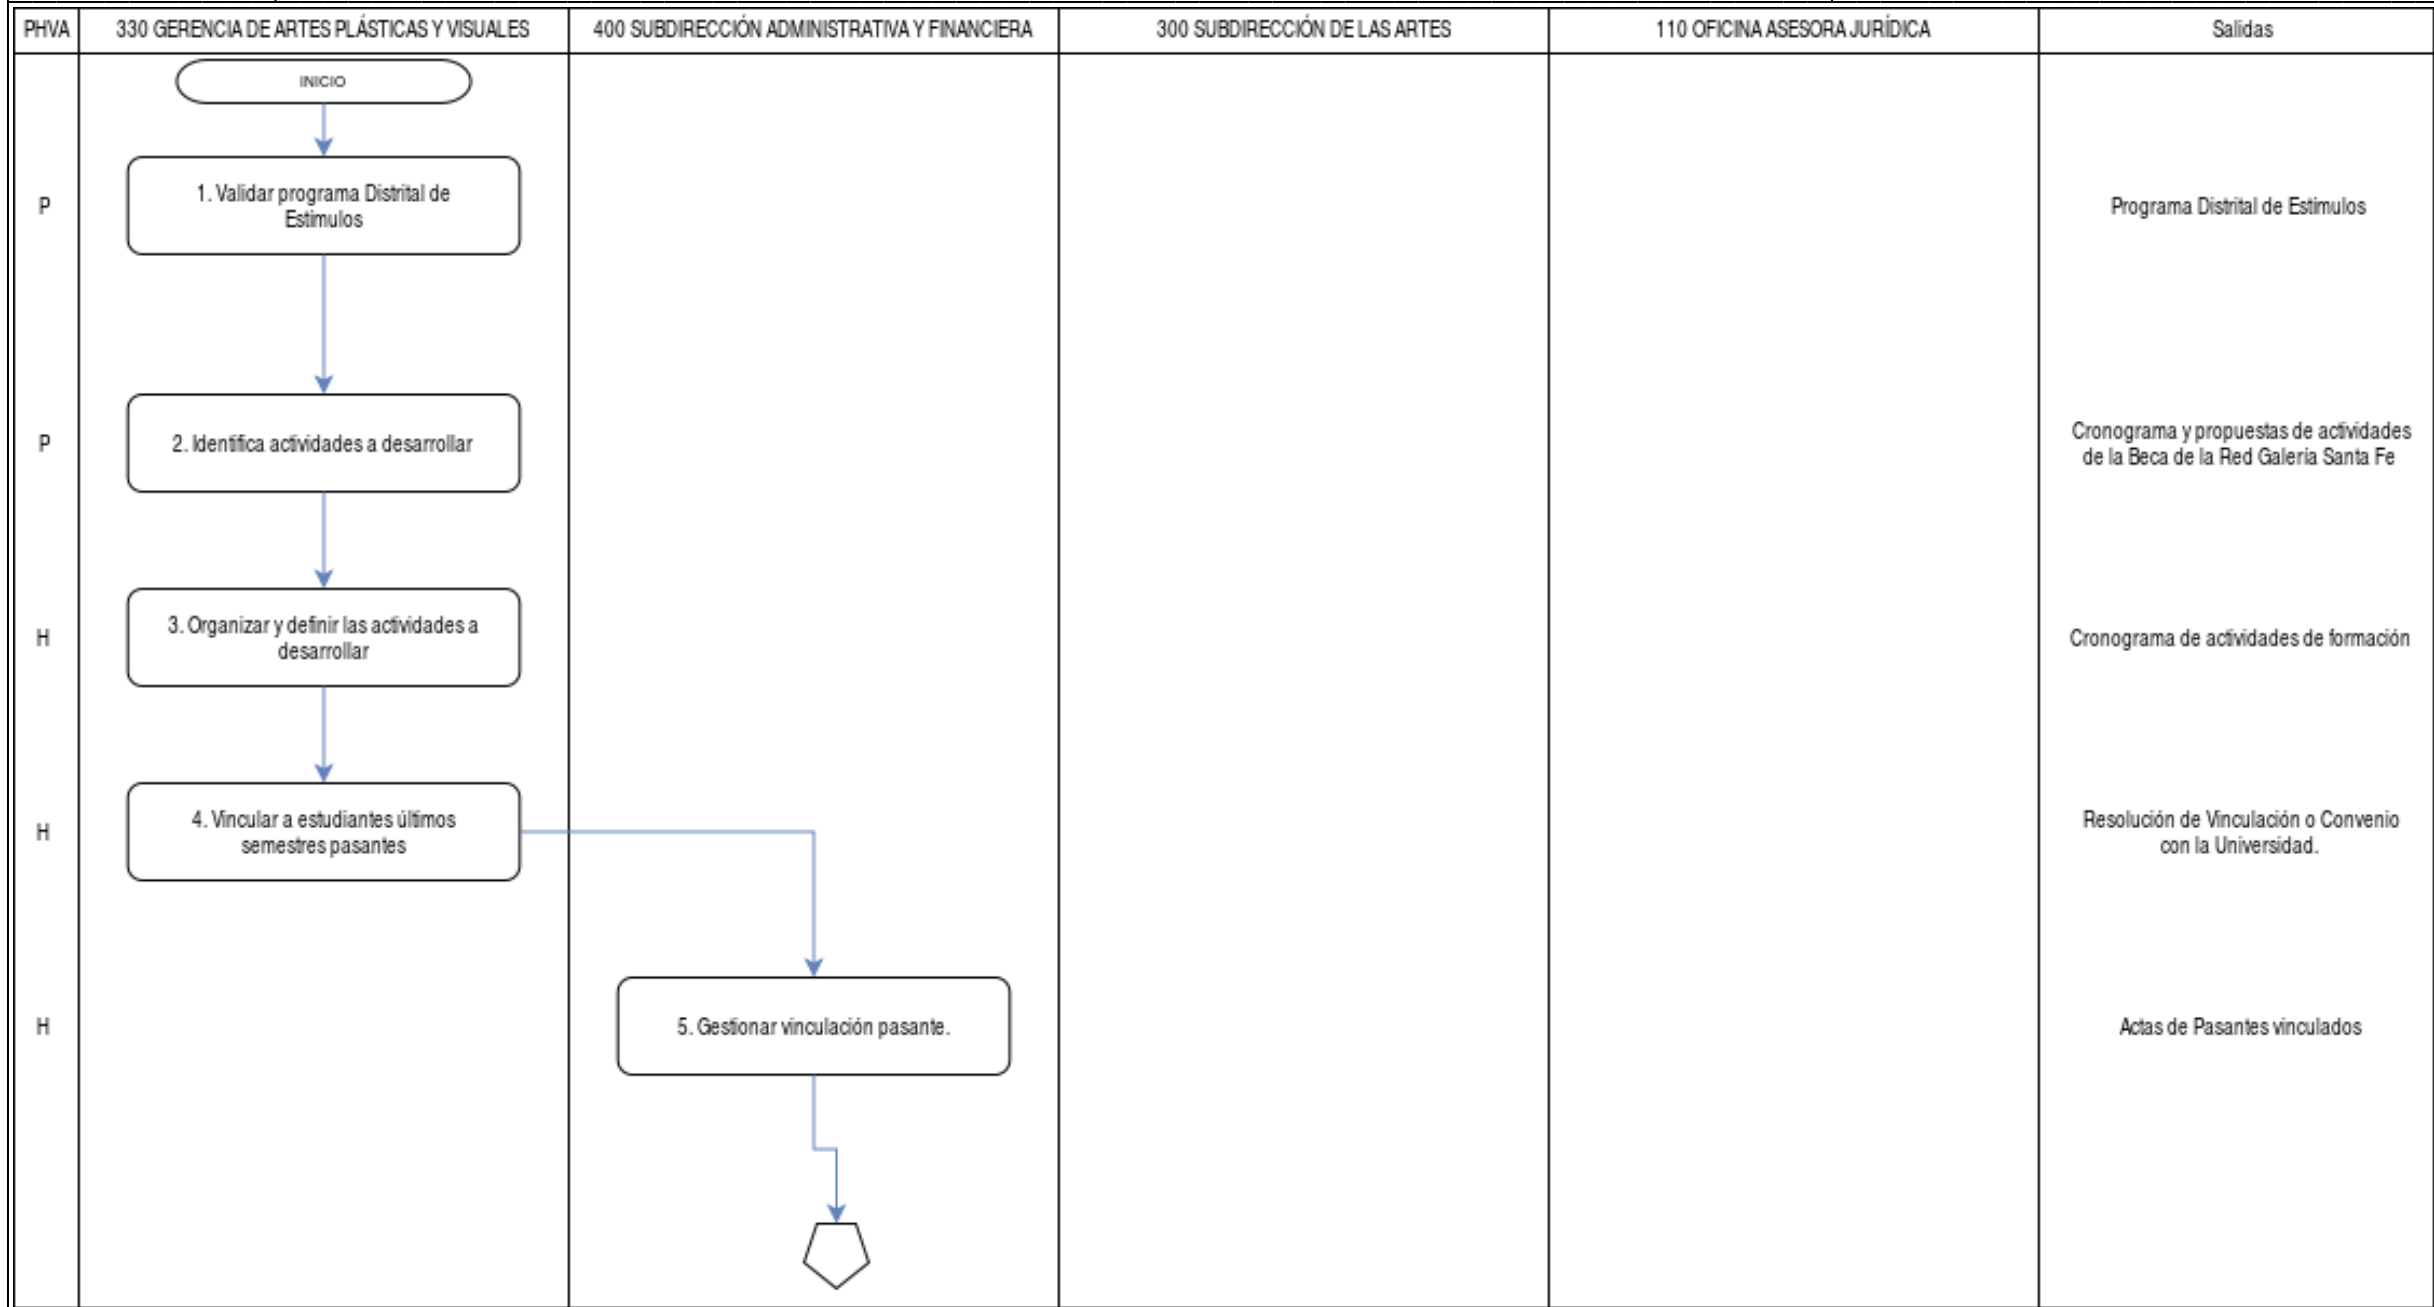 PHVA
330 GERENCIA DE ARTES PLÁSTICAS Y VISUALES
400 SUBDIRECCIÓN ADMINISTRATIVA Y FINANCIERA
300 SUBDIRECCIÓN DE LAS ARTES
110 OFICINA ASESORA JURÍDICA
Salidas
INICIO
P
1. Validar programa Distrital de
Estímulos
Programa Distrital de Estímulos
P
2. Identifica actividades a desarrollar
Cronograma y propuestas de actividades
de la Beca de la Red Galería Santa Fe
H
3. Organizar y definir las actividades a
desarrollar
Cronograma de actividades de formación
H
4. Vincular a estudiantes últimos
semestres pasantes
Resolución de Vinculación o Convenio
con la Universidad.
H
5. Gestionar vinculación pasante.
Actas de Pasantes vinculados